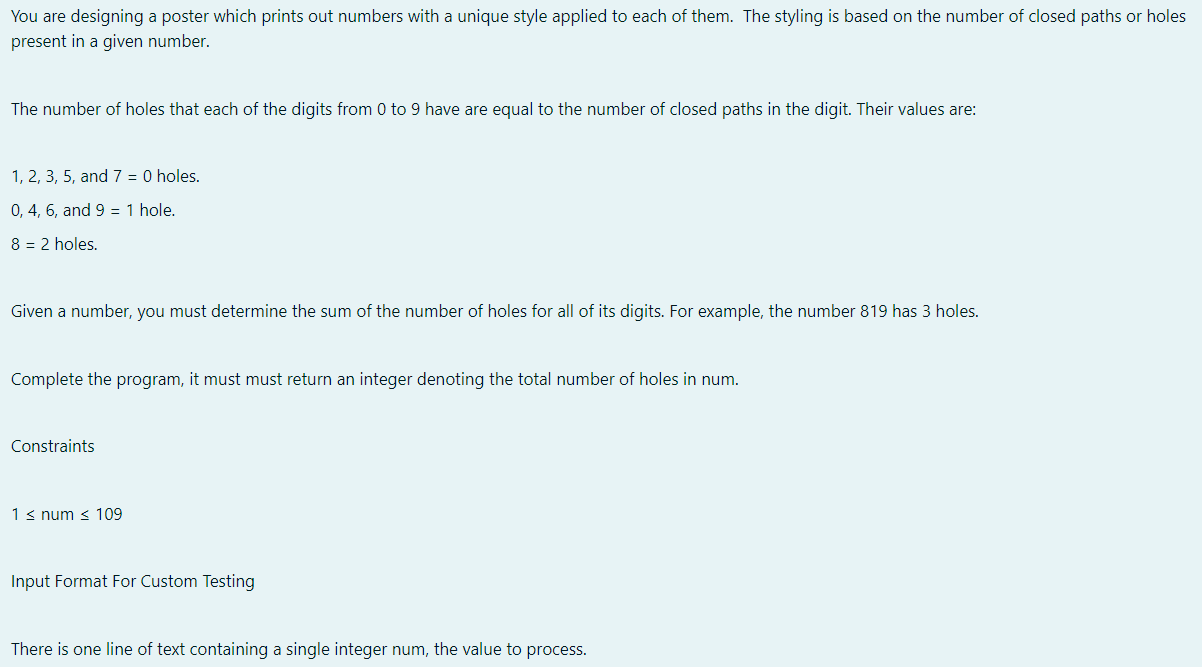 You are designing a poster which prints out numbers with a unique style applied to each of them.  The styling is based on the number of closed paths or holes
present in a given number.
The number of holes that each of the digits from 0 to 9 have are equal to the number of closed paths in the digit. Their values are:
1, 2, 3, 5, and 7 = 0 holes.
0, 4, 6, and 9 = 1 hole.
8 = 2 holes.
Given a number, you must determine the sum of the number of holes for all of its digits. For example, the number 819 has 3 holes.
Complete the program, it must must return an integer denoting the total number of holes in num.
Constraints
1 ≤ num ≤ 109
Input Format For Custom Testing
There is one line of text containing a single integer num, the value to process.